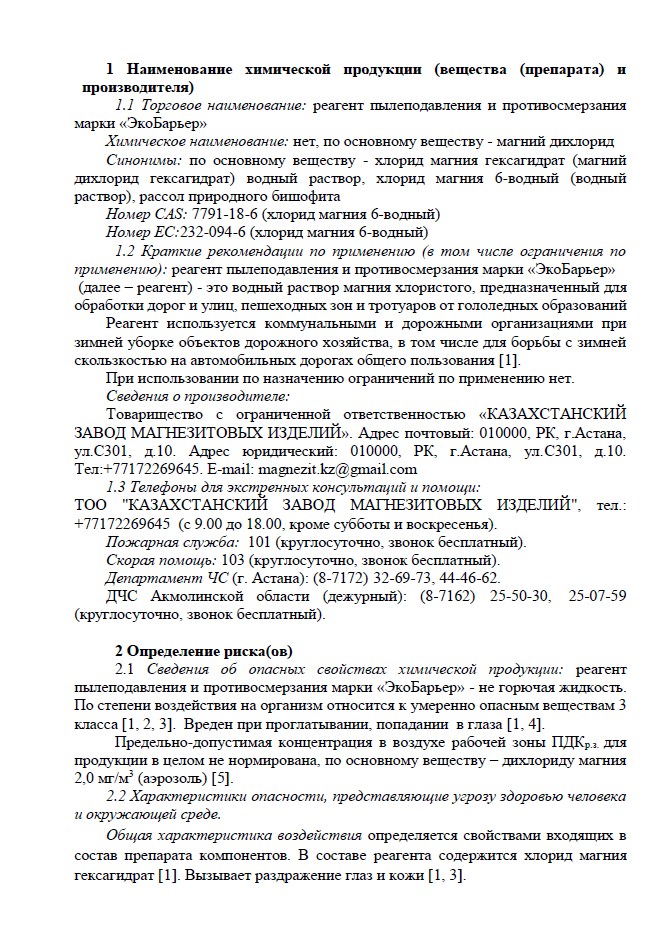 1 Наименование химической продукции (вещества (препарата) и
производителя)
1.1 Торговое наименование: реагент пылеподавления и противосмерзания
марки «ЭкоБарьер»
Химическое наименование: нет, по основному веществу - магний дихлорид
Синонимы: по основному веществу - хлорид магния гексагидрат (магний
дихлорид гексагидрат) водный раствор, хлорид магния 6-водный (водный
раствор), рассол природного бишофита
Номер CAS: 7791-18-6 (хлорид магния 6-водный)
Номер EC:232-094-6 (хлорид магния 6-водный)
1.2 Краткие рекомендации по применению (в том числе ограничения по
применению): реагент пылеподавления и противосмерзания марки «ЭкоБарьер»
(далее – реагент) - это водный раствор магния хлористого, предназначенный для
обработки дорог и улиц, пешеходных зон и тротуаров от гололедных образований
Реагент используется коммунальными и дорожными организациями при
зимней уборке объектов дорожного хозяйства, в том числе для борьбы с зимней
скользкостью на автомобильных дорогах общего пользования [1].
При использовании по назначению ограничений по применению нет.
Сведения о производителе:
Товарищество с ограниченной ответственностью «КАЗАХСТАНСКИЙ
ЗАВОД МАГНЕЗИТОВЫХ ИЗДЕЛИЙ». Адрес почтовый: 010000, РК, г.Астана,
ул.С301, д.10. Адрес юридический: 010000, РК, г.Астана, ул.С301, д.10.
Тел:+77172269645. E-mail: magnezit.kz@gmail.com
1.3 Телефоны для экстренных консультаций и помощи:
ТОО "КАЗАХСТАНСКИЙ ЗАВОД МАГНЕЗИТОВЫХ ИЗДЕЛИЙ", тел.:
+77172269645 (с 9.00 до 18.00, кроме субботы и воскресенья).
Пожарная служба: 101 (круглосуточно, звонок бесплатный).
Скорая помощь: 103 (круглосуточно, звонок бесплатный).
Департамент ЧС (г. Астана): (8-7172) 32-69-73, 44-46-62.
ДЧС Акмолинской области (дежурный): (8-7162) 25-50-30, 25-07-59
(круглосуточно, звонок бесплатный).
2 Определение риска(ов)
2.1 Сведения об опасных свойствах химической продукции: реагент
пылеподавления и противосмерзания марки «ЭкоБарьер» - не горючая жидкость.
По степени воздействия на организм относится к умеренно опасным веществам 3
класса [1, 2, 3]. Вреден при проглатывании, попадании в глаза [1, 4].
Предельно-допустимая концентрация в воздухе рабочей зоны ПДКр.з. для
продукции в целом не нормирована, по основному веществу – дихлориду магния
2,0 мг/м³ (аэрозоль) [5].
2.2 Характеристики опасности, представляющие угрозу здоровью человека
и окружающей среде.
Общая характеристика воздействия определяется свойствами входящих в
состав препарата компонентов. В составе реагента содержится хлорид магния
гексагидрат [1]. Вызывает раздражение глаз и кожи [1, 3].